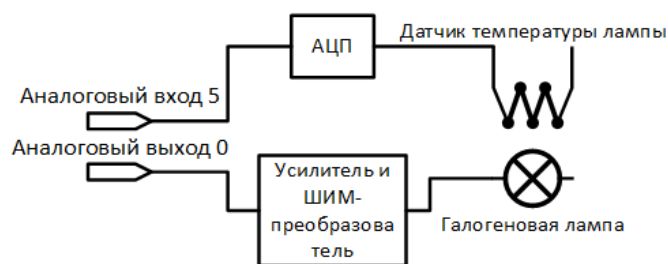 Датчик температуры лампы
АЦП
Аналоговый вход 5
Аналоговый выход 0
Усилитель и
ШИМ-
преобразова
тель
Галогеновая лампа